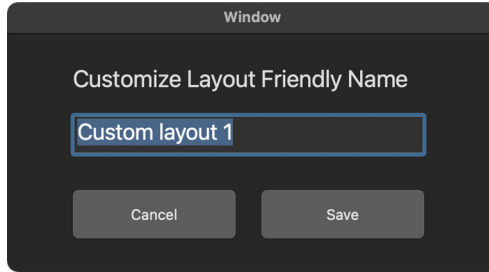 Window
Customize Layout Friendly Name
Custom layout 1
Cancel Save